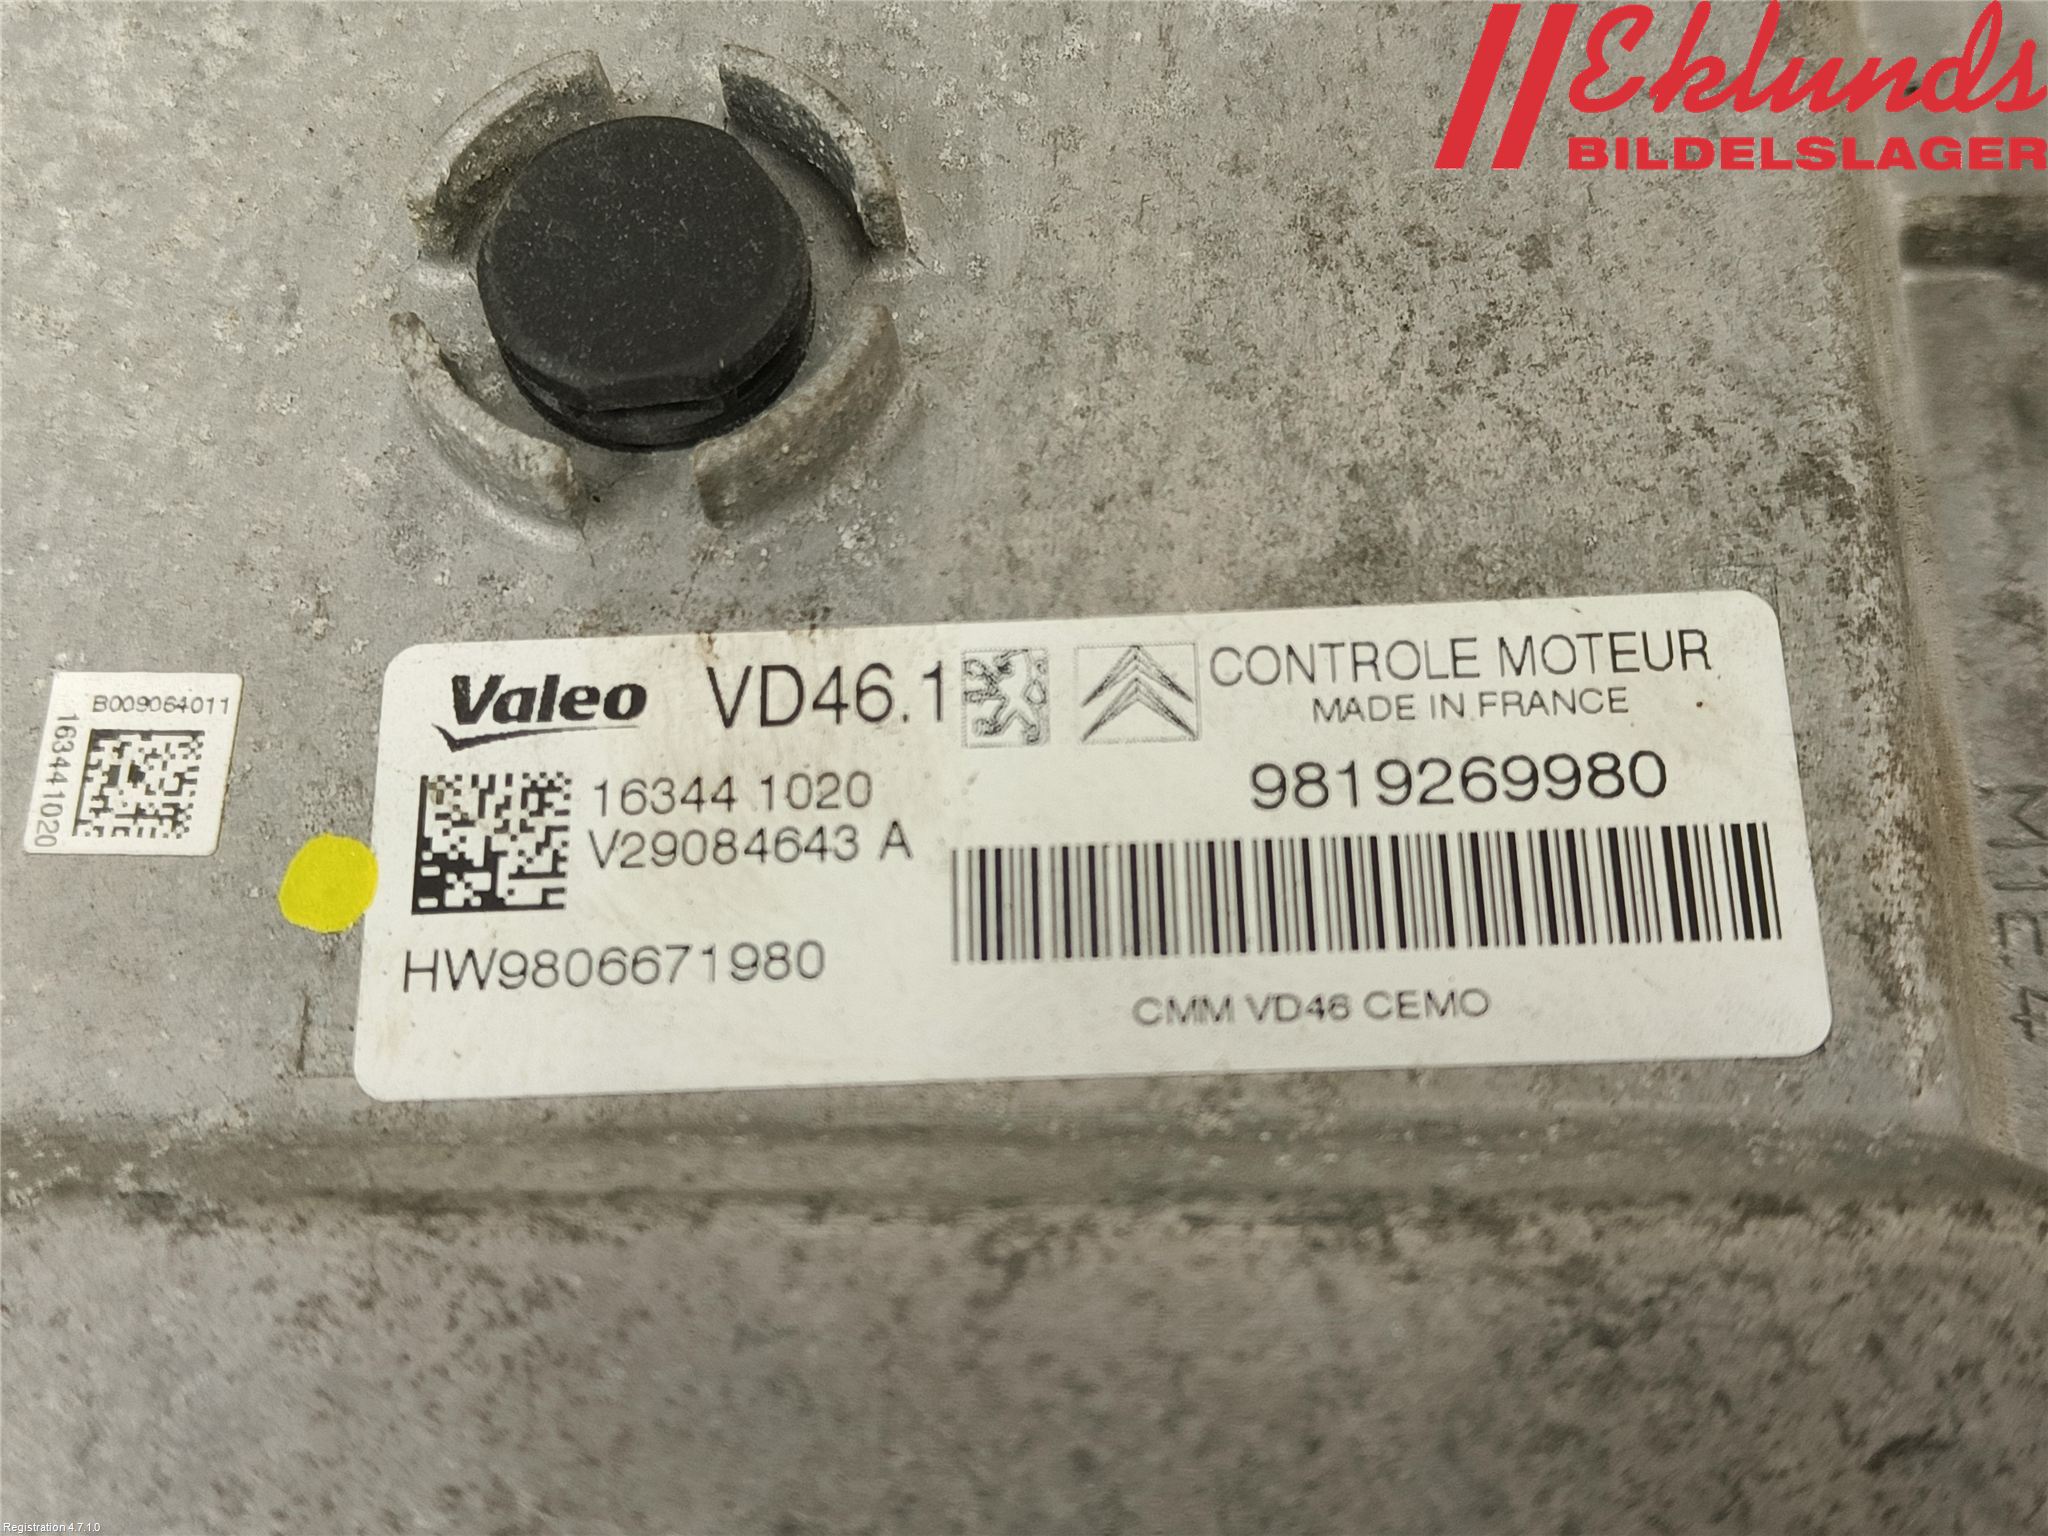 Eklunds
BILDELSLAGER
B009064011
16344 1020
Valeo VD46.1 CONTROLE MOTEUR
MADE IN FRANCE
16344 1020
V29084643 A
9819269980
HW9806671980
CMM VD46 CEMO
Registration 4.7.1.0